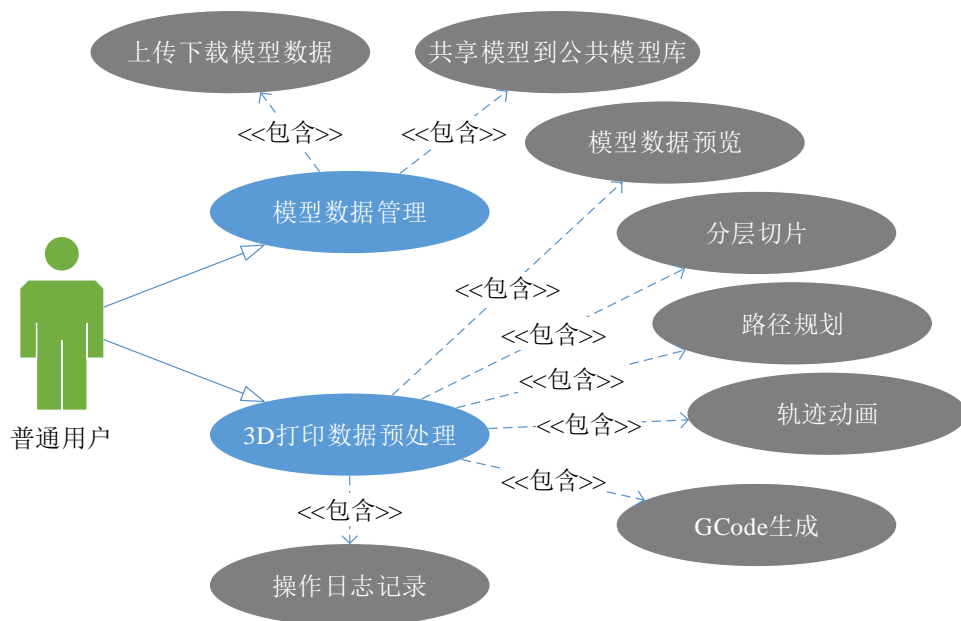 上传下载模型数据
共享模型到公共模型库
<<包含>>
<<包含>>
模型数据预览
模型数据管理
分层切片
<<包含>>
<<包含>>
路径规划
<<包含>>
普通用户
3D打印数据预处理
<<包含>>
轨迹动画
<<包含>>
<<包含>>
GCode生成
操作日志记录